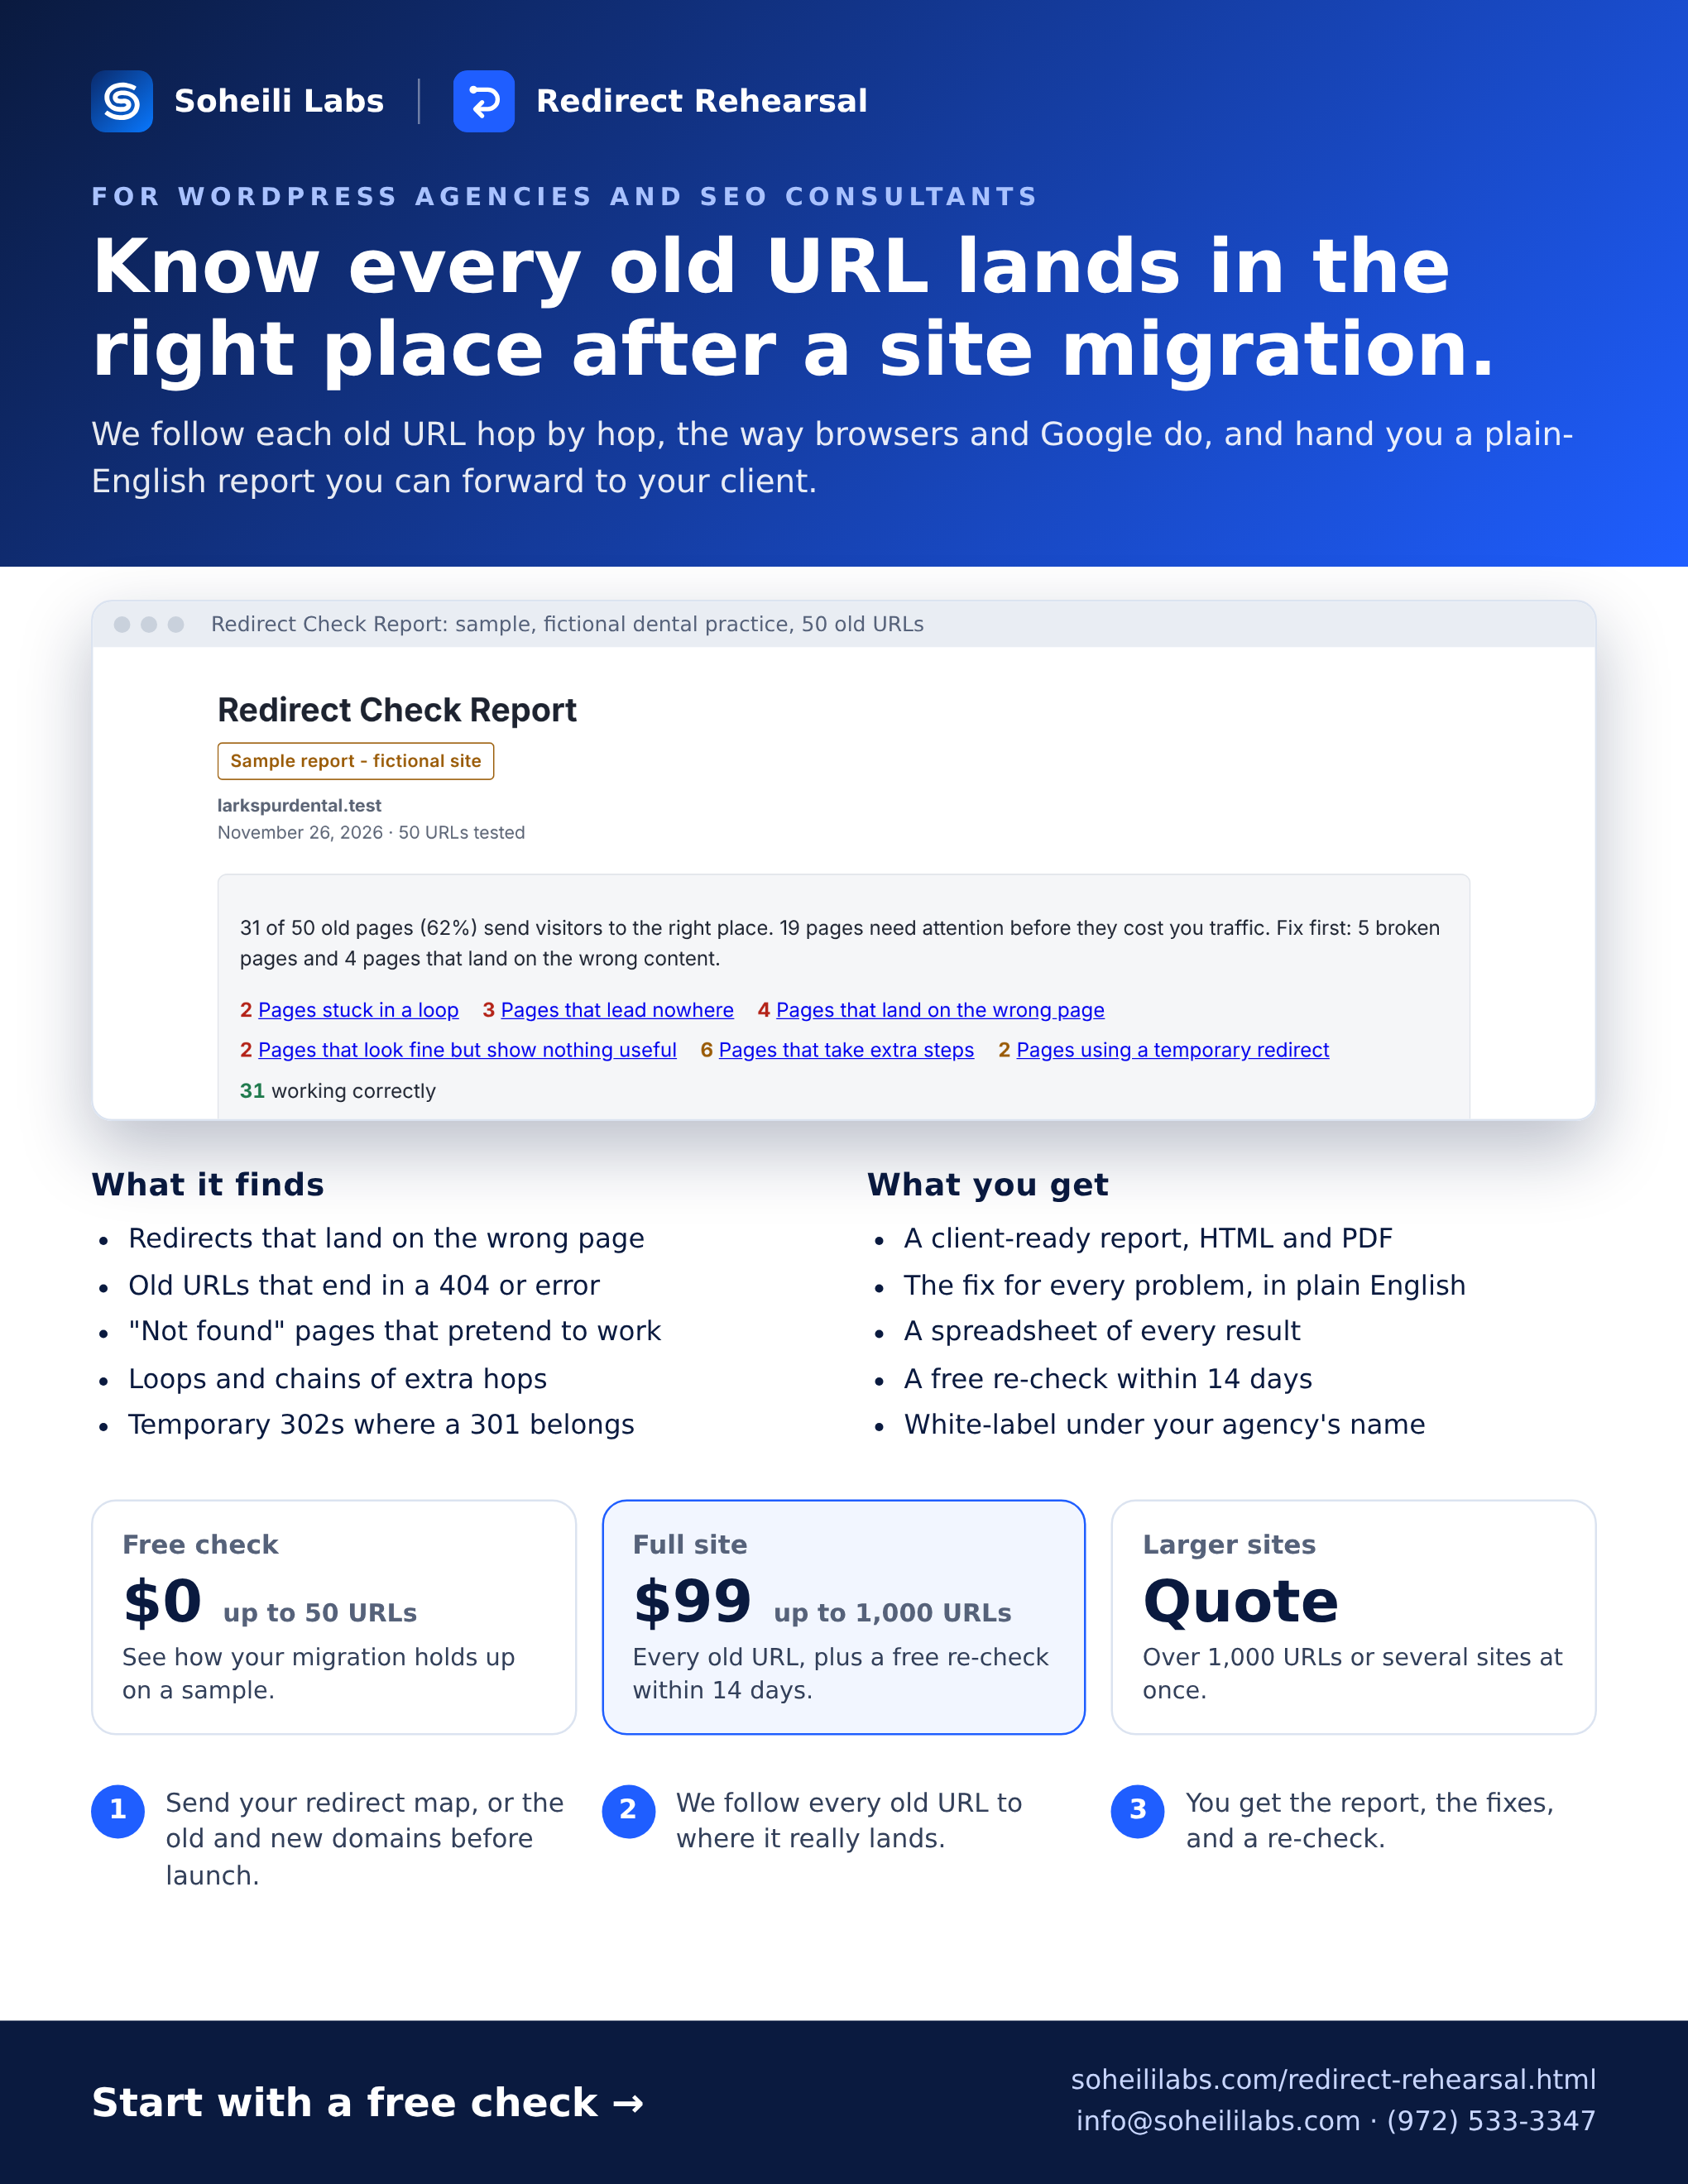 Soheili Labs
Redirect Rehearsal
FOR WORDPRESS AGENCIES AND SEO CONSULTANTS
Know every old URL lands in the
right place after a site migration.
We follow each old URL hop by hop, the way browsers and Google do, and hand you a plain-
English report you can forward to your client.
Redirect Check Report: sample, fictional dental practice, 50 old URLs
Redirect Check Report
Sample report - fictional site
larkspurdental.test
November 26, 2026 · 50 URLs tested
31 of 50 old pages (62%) send visitors to the right place. 19 pages need attention before they cost you traffic. Fix first: 5 broken
pages and 4 pages that land on the wrong content.
2 Pages stuck in a loop 3 Pages that lead nowhere 4 Pages that land on the wrong page
2 Pages that look fine but show nothing useful 6 Pages that take extra steps 2 Pages using a temporary redirect
31 working correctly
What it finds
• Redirects that land on the wrong page
• Old URLs that end in a 404 or error
• "Not found" pages that pretend to work
• Loops and chains of extra hops
• Temporary 302s where a 301 belongs
What you get
• A client-ready report, HTML and PDF
• The fix for every problem, in plain English
• A spreadsheet of every result
• A free re-check within 14 days
• White-label under your agency's name
Free check
$0 up to 50 URLs
See how your migration holds up
on a sample.
Full site
$99 up to 1,000 URLs
Every old URL, plus a free re-check
within 14 days.
Larger sites
Quote
Over 1,000 URLs or several sites at
once.
1 Send your redirect map, or the
old and new domains before
launch.
2 We follow every old URL to
where it really lands.
3 You get the report, the fixes,
and a re-check.
Start with a free check →
soheililabs.com/redirect-rehearsal.html
info@soheililabs.com · (972) 533-3347